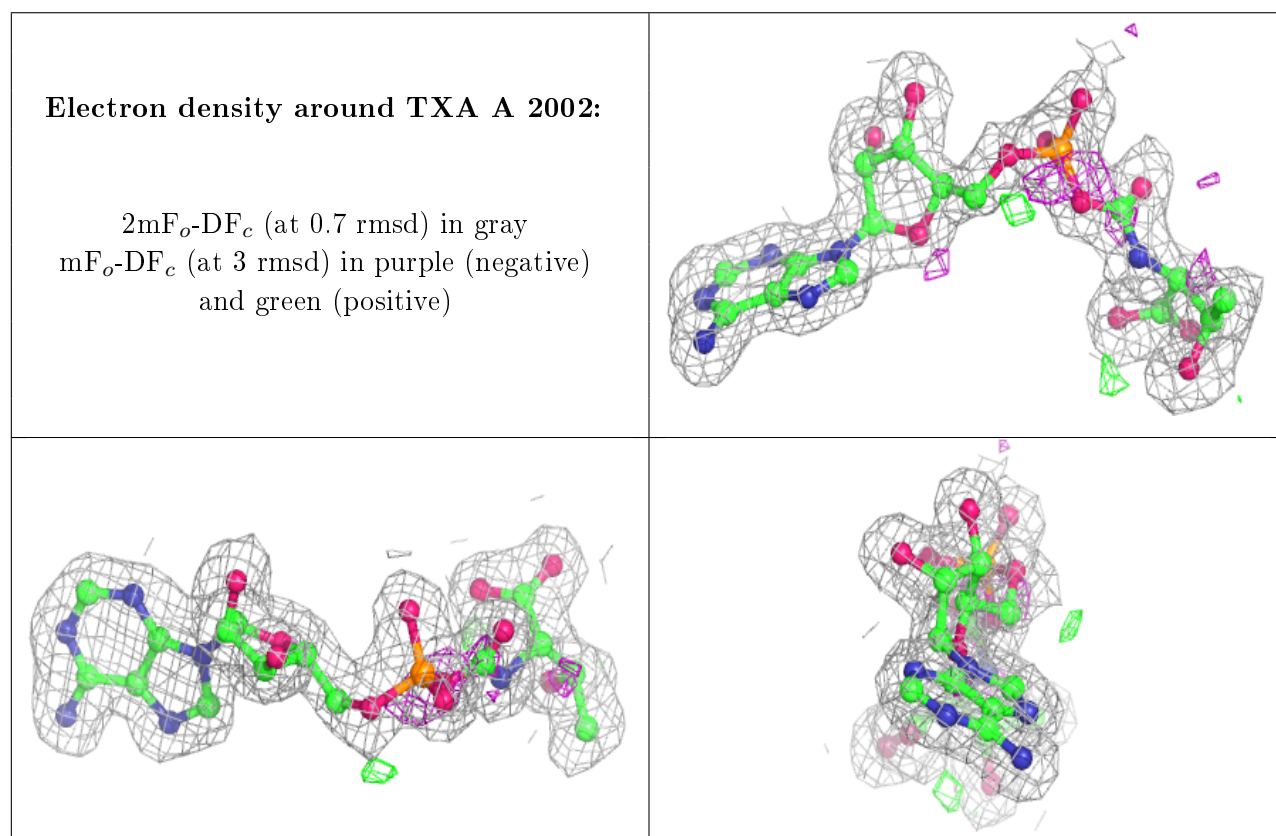 Electron density around TXA A 2002:
2mFₒ-DF𝒸 (at 0.7 rmsd) in gray
mFₒ-DF𝒸 (at 3 rmsd) in purple (negative)
and green (positive)